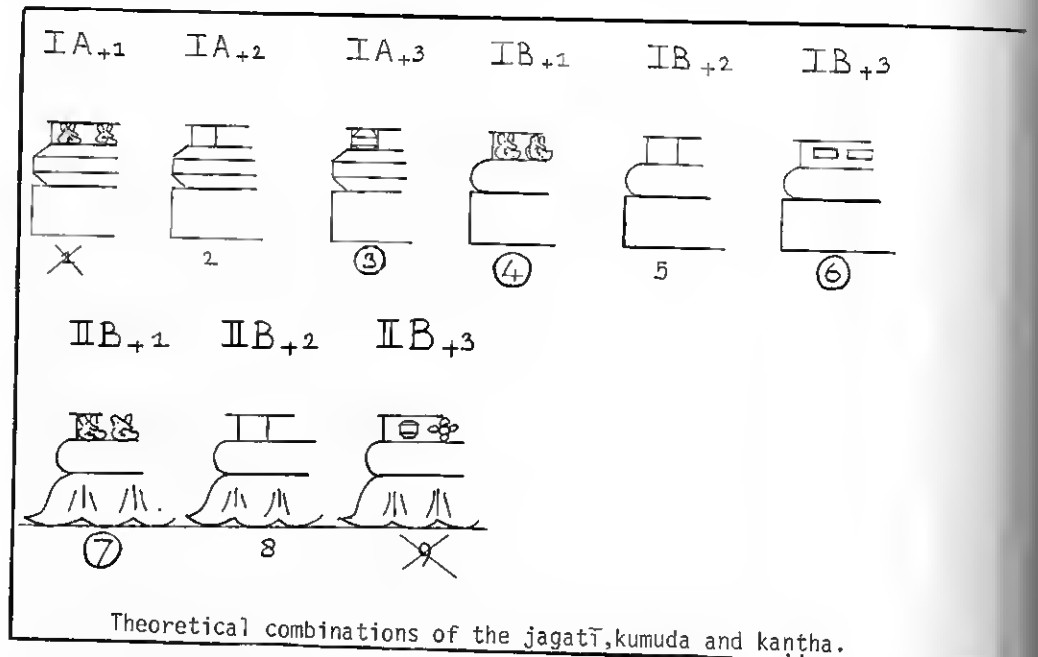 IA+1 IA+2 IA+3 IB+1 IB+2 IB+3
1 2 3 4 5 6
IIB+1 IIB+2 IIB+3
7 8 9
Theoretical combinations of the jagatī,kumuda and kaṇṭha.